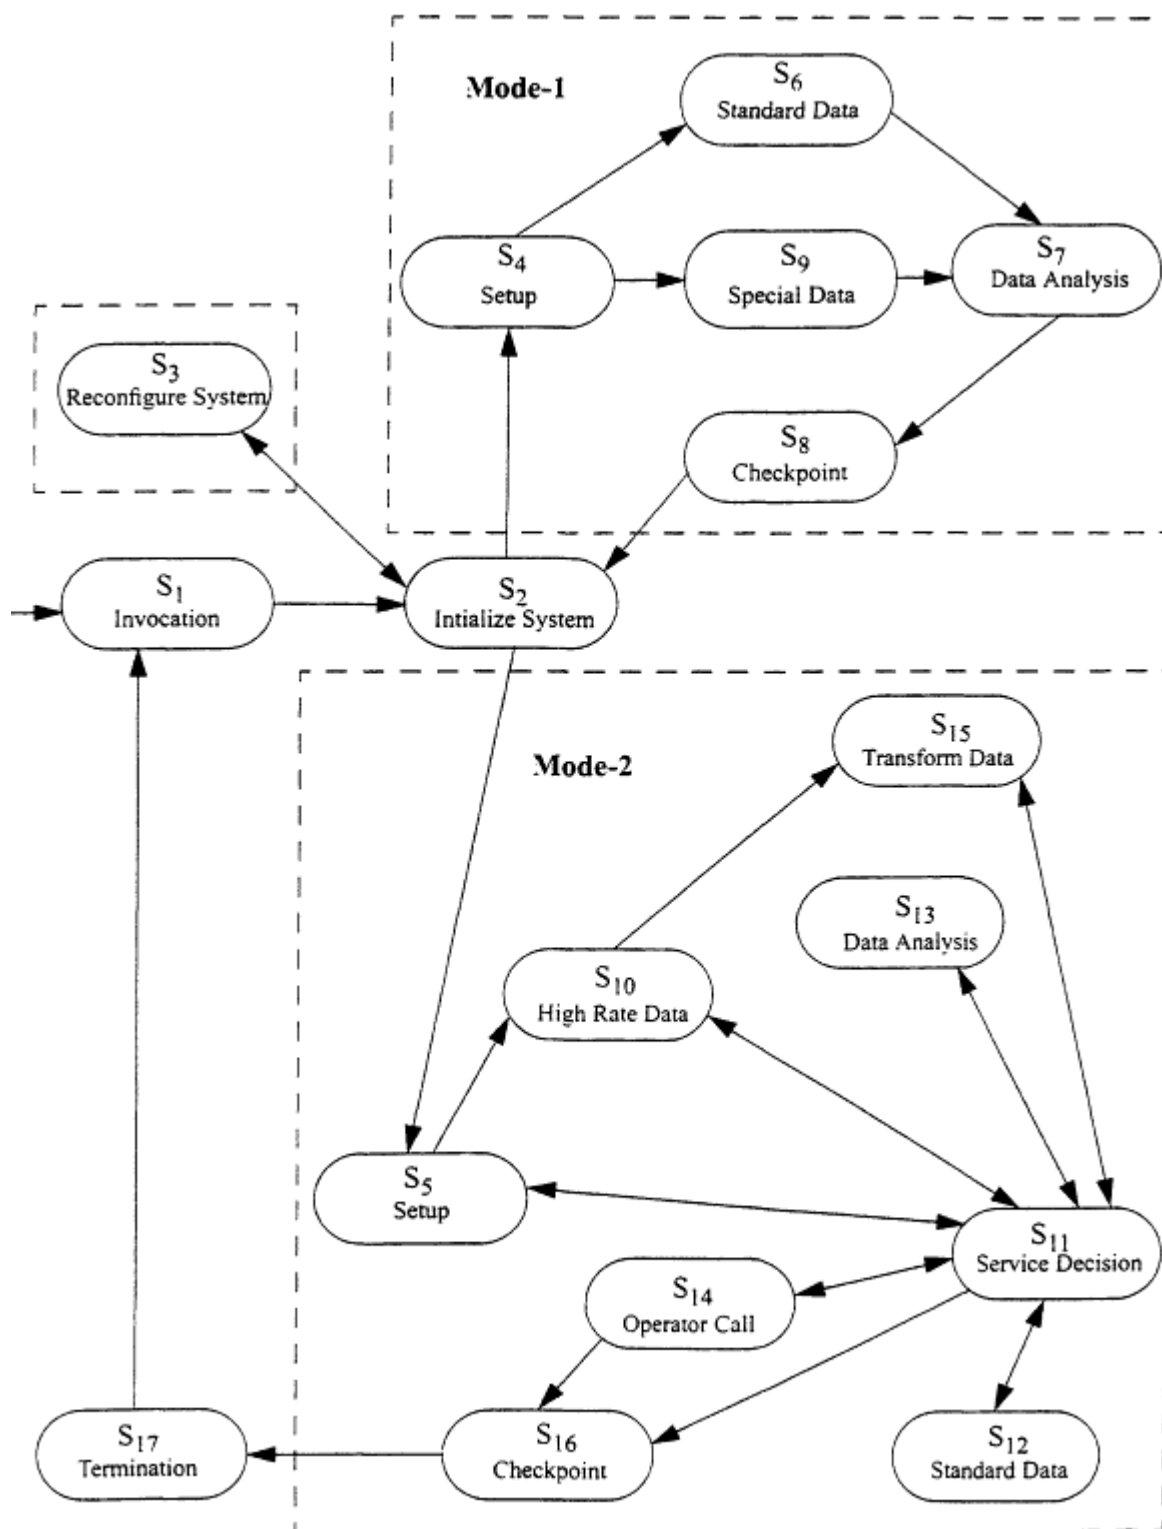 Mode-1
S6
Standard Data
S4
Setup
S9
Special Data
S7
Data Analysis
S3
Reconfigure System
S8
Checkpoint
S1
Invocation
S2
Intialize System
Mode-2
S15
Transform Data
S13
Data Analysis
S10
High Rate Data
S5
Setup
S11
Service Decision
S14
Operator Call
S17
Termination
S16
Checkpoint
S12
Standard Data